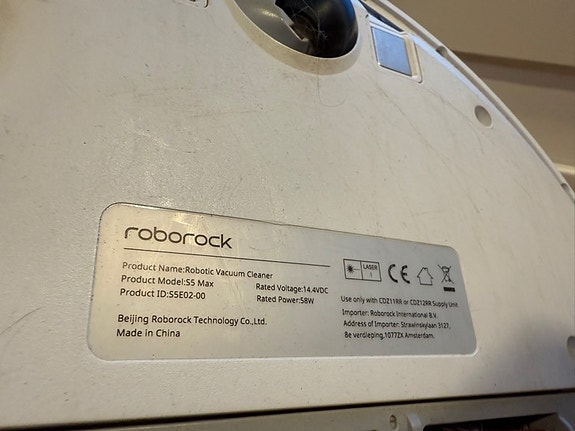 roborock
Product Name:Robotic Vacuum Cleaner
Product Model:S5 Max
Rated Voltage:14.4VDC
Product ID:S5E02-00
Rated Power:58W
Beijing Roborock Technology Co.,Ltd.
Made in China
LASER
1
CE
Use only with CDZ11RR or CDZ12RR Supply Unit
Importer: Roborock International B.V.
Address of Importer: Strawinskylaan 3127,
8e verdieping,1077ZX Amsterdam.